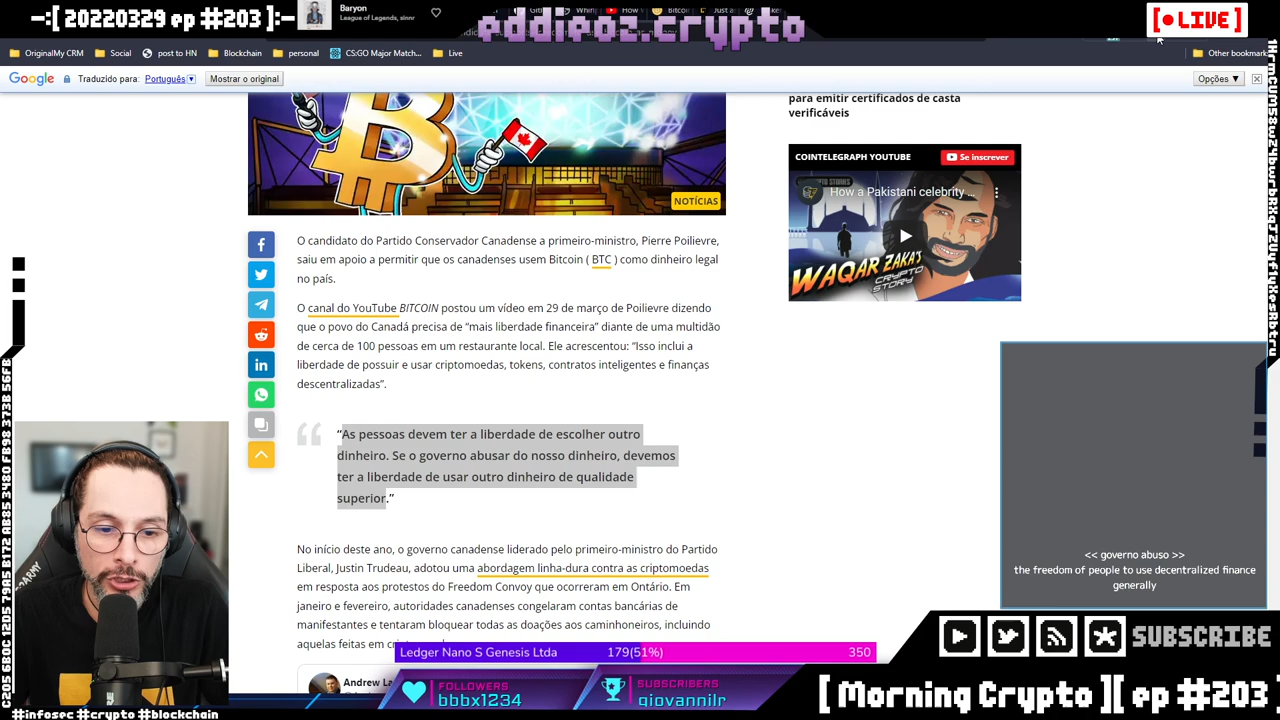 -:[ 20220329 ep #203 ]:-
Baryon
League of Legends, slnnr
eddieoz.crypto
[ ● LIVE ]
OriginalMy CRM
Social
post to HN
Blockchain
personal
CS:GO Major Match...
Live
Other bookmark
Google
Traduzido para:
Português
Mostrar o original
Opções ▼
para emitir certificados de casta
verificáveis
COINTELEGRAPH YOUTUBE
Se inscrever
How a Pakistani celebrity ...
WAQAR ZAKA'S
CRYPTO
STORY
NOTÍCIAS
O candidato do Partido Conservador Canadense a primeiro-ministro, Pierre Poilievre,
saiu em apoio a permitir que os canadenses usem Bitcoin ( BTC ) como dinheiro legal
no país.
O canal do YouTube BITCOIN postou um vídeo em 29 de março de Poilievre dizendo
que o povo do Canadá precisa de “mais liberdade financeira” diante de uma multidão
de cerca de 100 pessoas em um restaurante local. Ele acrescentou: “Isso inclui a
liberdade de possuir e usar criptomoedas, tokens, contratos inteligentes e finanças
descentralizadas”.
“As pessoas devem ter a liberdade de escolher outro
dinheiro. Se o governo abusar do nosso dinheiro, devemos
ter a liberdade de usar outro dinheiro de qualidade
superior.”
No início deste ano, o governo canadense liderado pelo primeiro-ministro do Partido
Liberal, Justin Trudeau, adotou uma abordagem linha-dura contra as criptomoedas
em resposta aos protestos do Freedom Convoy que ocorreram em Ontário. Em
janeiro e fevereiro, autoridades canadenses congelaram contas bancárias de
manifestantes e tentaram bloquear todas as doações aos caminhoneiros, incluindo
aquelas feitas em
Andrew La
<< governo abuso >>
the freedom of people to use decentralized finance
generally
Ledger Nano S Genesis Ltda
179(51%)
350
FOLLOWERS
bbbx1234
SUBSCRIBERS
giovannilr
SUBSCRIBE
[ Morning Crypto ][ ep #203 ]
#infosec #crypto #blockchain